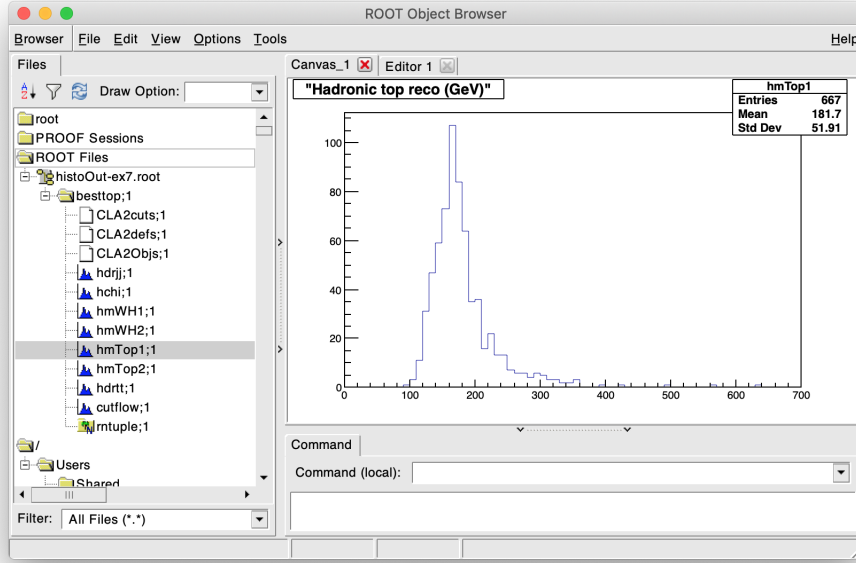 ROOT Object Browser
Browser File Edit View Options Tools Help
Files
Draw Option:
root
PROOF Sessions
ROOT Files
histoOut-ex7.root
besttop;1
CLA2cuts;1
CLA2defs;1
CLA2Objs;1
hdrjj;1
hchi;1
hmWH1;1
hmWH2;1
hmTop1;1
hmTop2;1
hdrtt;1
cutflow;1
rntuple;1
/
Users
Shared
Filter: All Files (*.*)
Canvas_1 Editor 1
"Hadronic top reco (GeV)"
hmTop1
Entries 667
Mean 181.7
Std Dev 51.91
100
80
60
40
20
0
0 100 200 300 400 500 600 700
Command
Command (local):